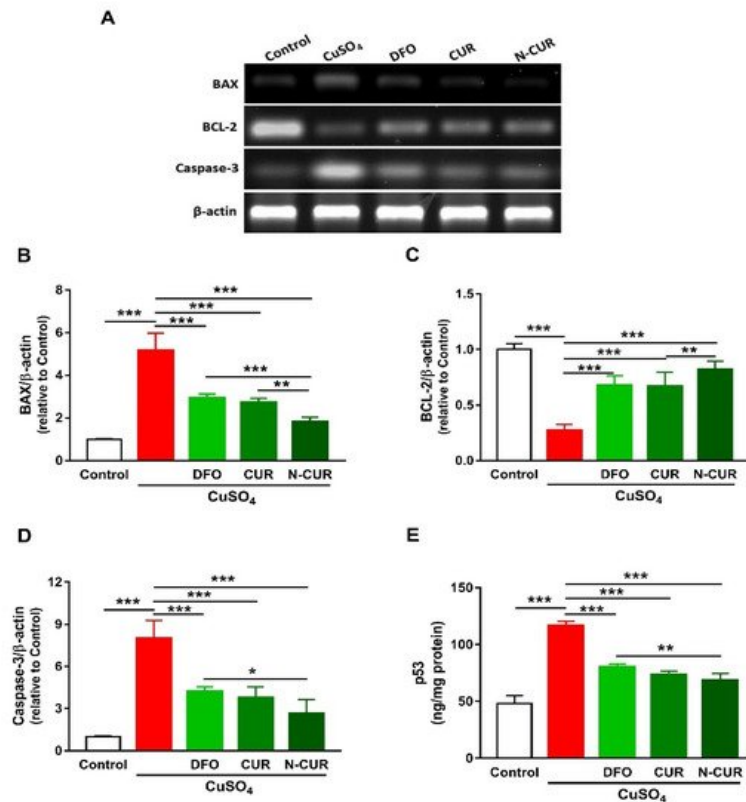 A
Control CuSO4 DFO CUR N-CUR
BAX
BCL-2
Caspase-3
β-actin
B
BAX/β-actin
(relative to Control)
8
6
4
2
0
***
***
***
***
***
**
Control DFO CUR N-CUR
CuSO4
C
BCL-2/β-actin
(relative to Control)
1.5
1.0
0.5
0.0
***
***
***
**
***
Control DFO CUR N-CUR
CuSO4
D
Caspase-3/β-actin
(relative to Control)
12
9
6
3
0
***
***
***
***
*
Control DFO CUR N-CUR
CuSO4
E
p53
(ng/mg protein)
150
100
50
0
***
***
***
***
**
Control DFO CUR N-CUR
CuSO4